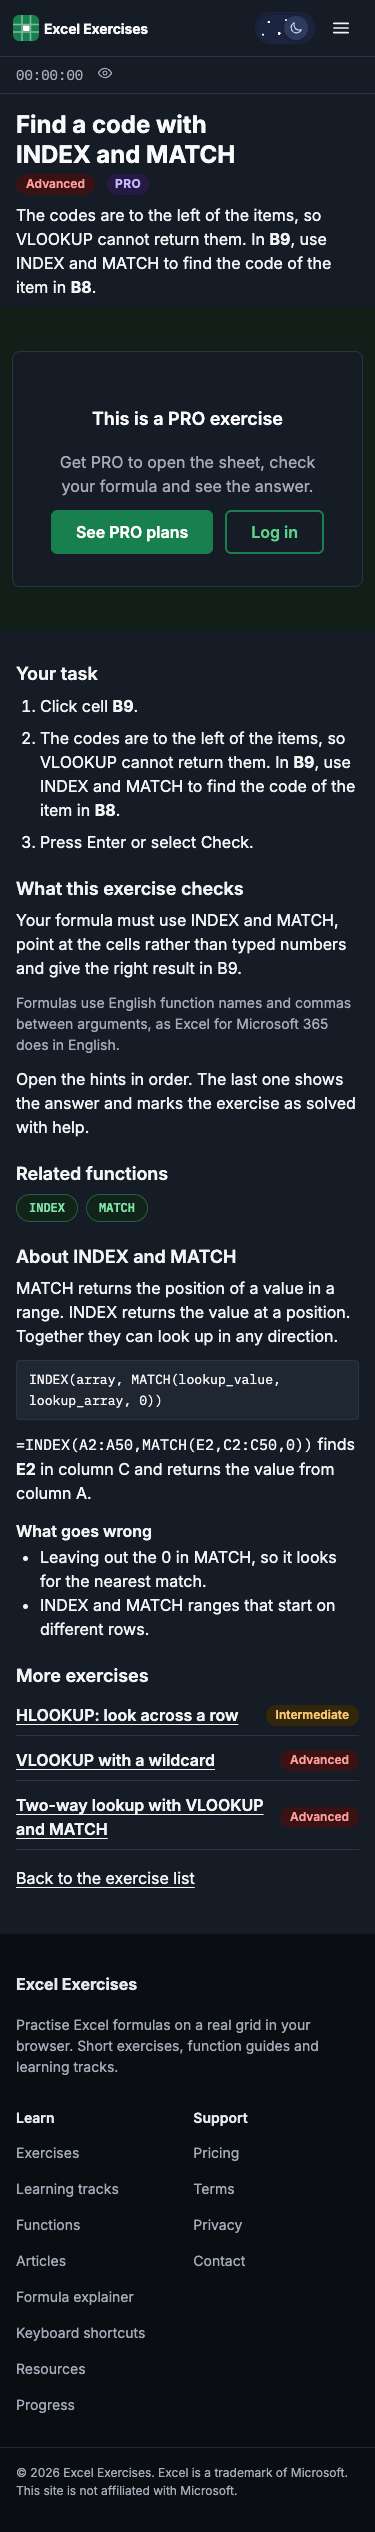 Excel Exercises
00:00:00
Find a code with
INDEX and MATCH
Advanced PRO
The codes are to the left of the items, so
VLOOKUP cannot return them. In B9, use
INDEX and MATCH to find the code of the
item in B8.
This is a PRO exercise
Get PRO to open the sheet, check
your formula and see the answer.
See PRO plans Log in
Your task
1. Click cell B9.
2. The codes are to the left of the items, so
VLOOKUP cannot return them. In B9, use
INDEX and MATCH to find the code of the
item in B8.
3. Press Enter or select Check.
What this exercise checks
Your formula must use INDEX and MATCH,
point at the cells rather than typed numbers
and give the right result in B9.
Formulas use English function names and commas
between arguments, as Excel for Microsoft 365
does in English.
Open the hints in order. The last one shows
the answer and marks the exercise as solved
with help.
Related functions
INDEX MATCH
About INDEX and MATCH
MATCH returns the position of a value in a
range. INDEX returns the value at a position.
Together they can look up in any direction.
INDEX(array, MATCH(lookup_value,
lookup_array, 0))
=INDEX(A2:A50,MATCH(E2,C2:C50,0)) finds
E2 in column C and returns the value from
column A.
What goes wrong
• Leaving out the 0 in MATCH, so it looks
for the nearest match.
• INDEX and MATCH ranges that start on
different rows.
More exercises
HLOOKUP: look across a row Intermediate
VLOOKUP with a wildcard Advanced
Two-way lookup with VLOOKUP
and MATCH Advanced
Back to the exercise list
Excel Exercises
Practise Excel formulas on a real grid in your
browser. Short exercises, function guides and
learning tracks.
Learn Support
Exercises Pricing
Learning tracks Terms
Functions Privacy
Articles Contact
Formula explainer
Keyboard shortcuts
Resources
Progress
© 2026 Excel Exercises. Excel is a trademark of Microsoft.
This site is not affiliated with Microsoft.